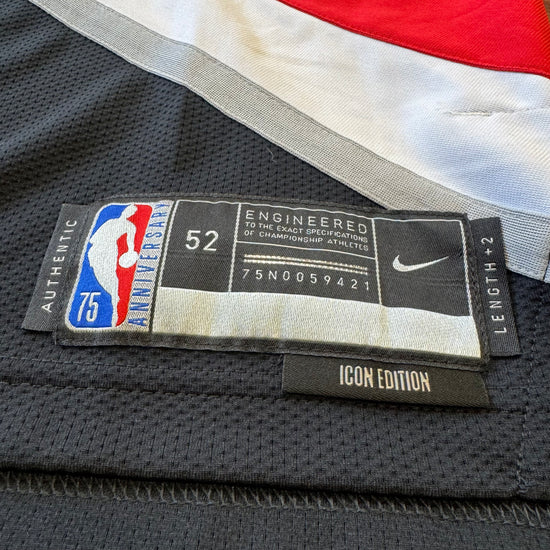 AUTHENTIC
75
ANNIVERSARY
52
ENGINEERED
TO THE EXACT SPECIFICATIONS
OF CHAMPIONSHIP ATHLETES
75N0059421
LENGTH +2
ICON EDITION